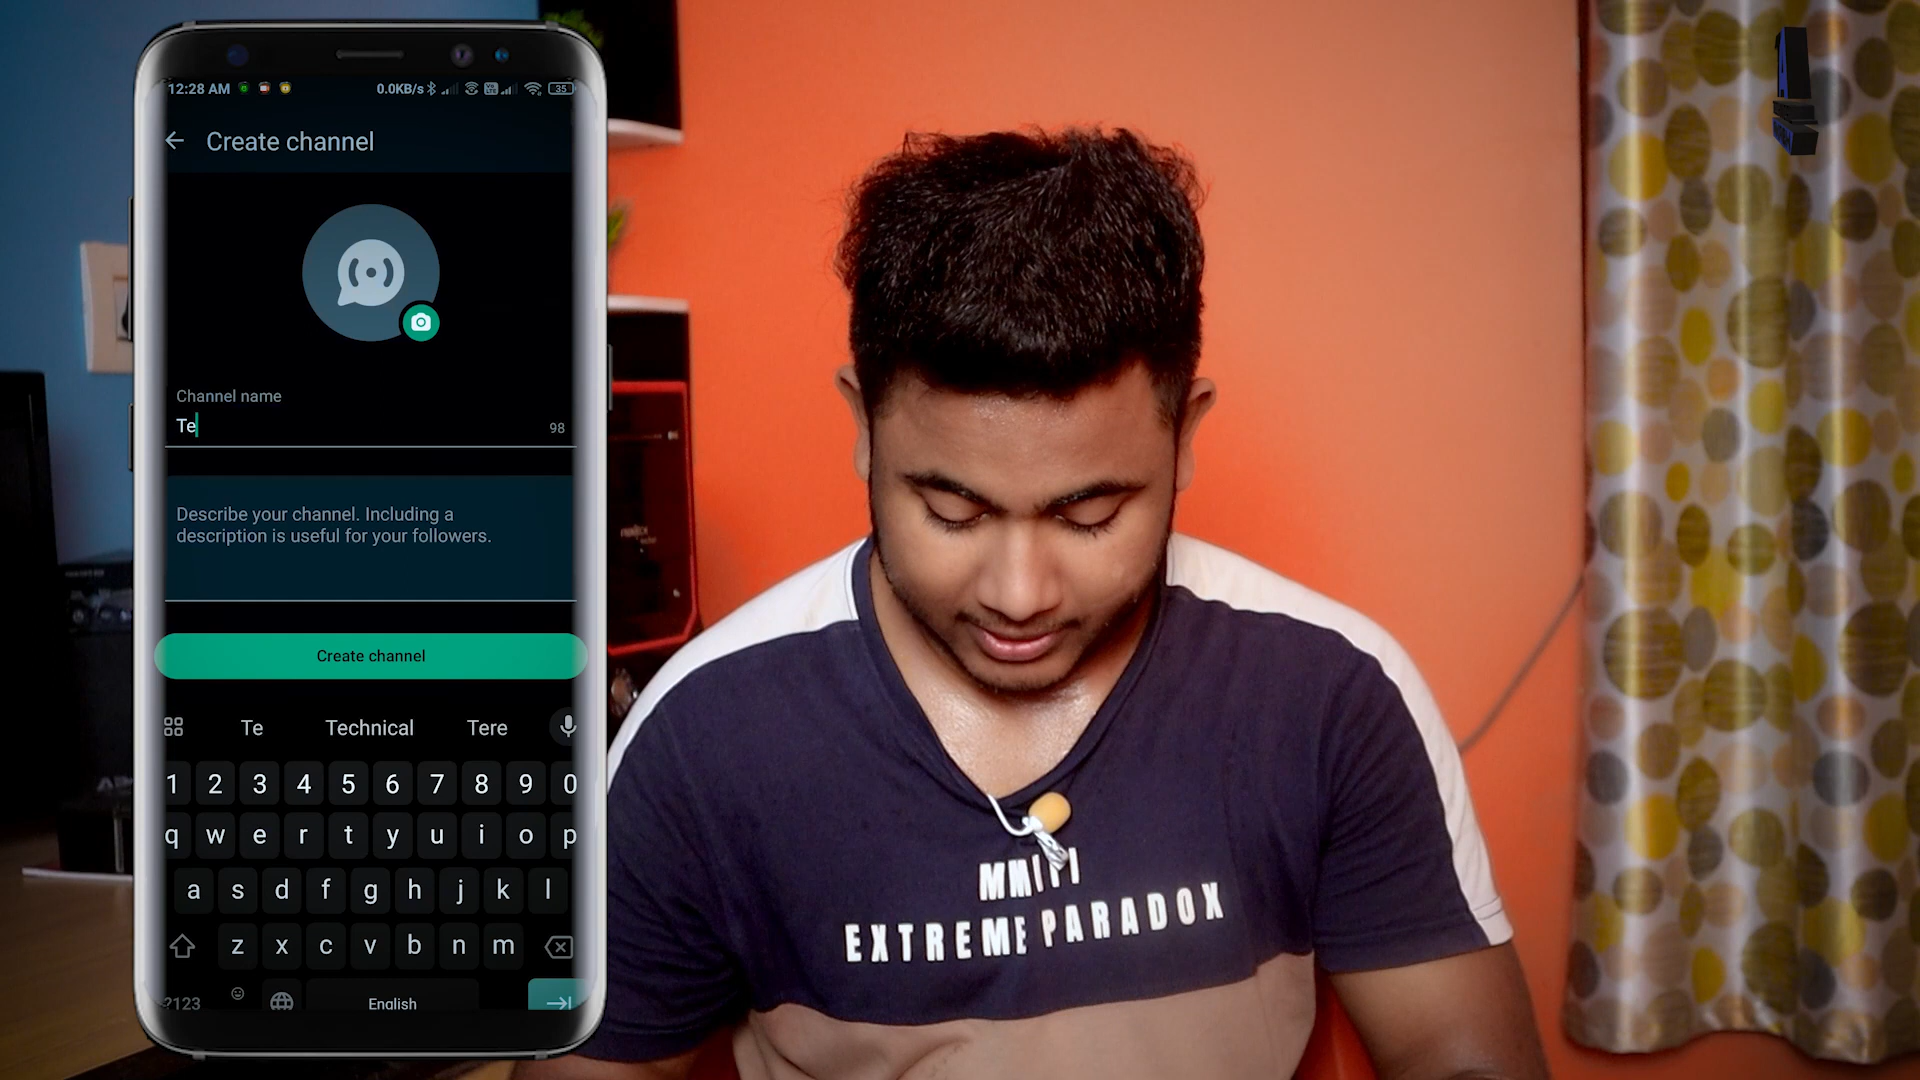 12:28 AM 0.0KB/s 35
Create channel
Channel name
Te 98
Describe your channel. Including a
description is useful for your followers.
Create channel
Te Technical Tere
1 2 3 4 5 6 7 8 9 0
q w e r t y u i o p
a s d f g h j k l
z x c v b n m
?123 English
EXTREME PARADOX